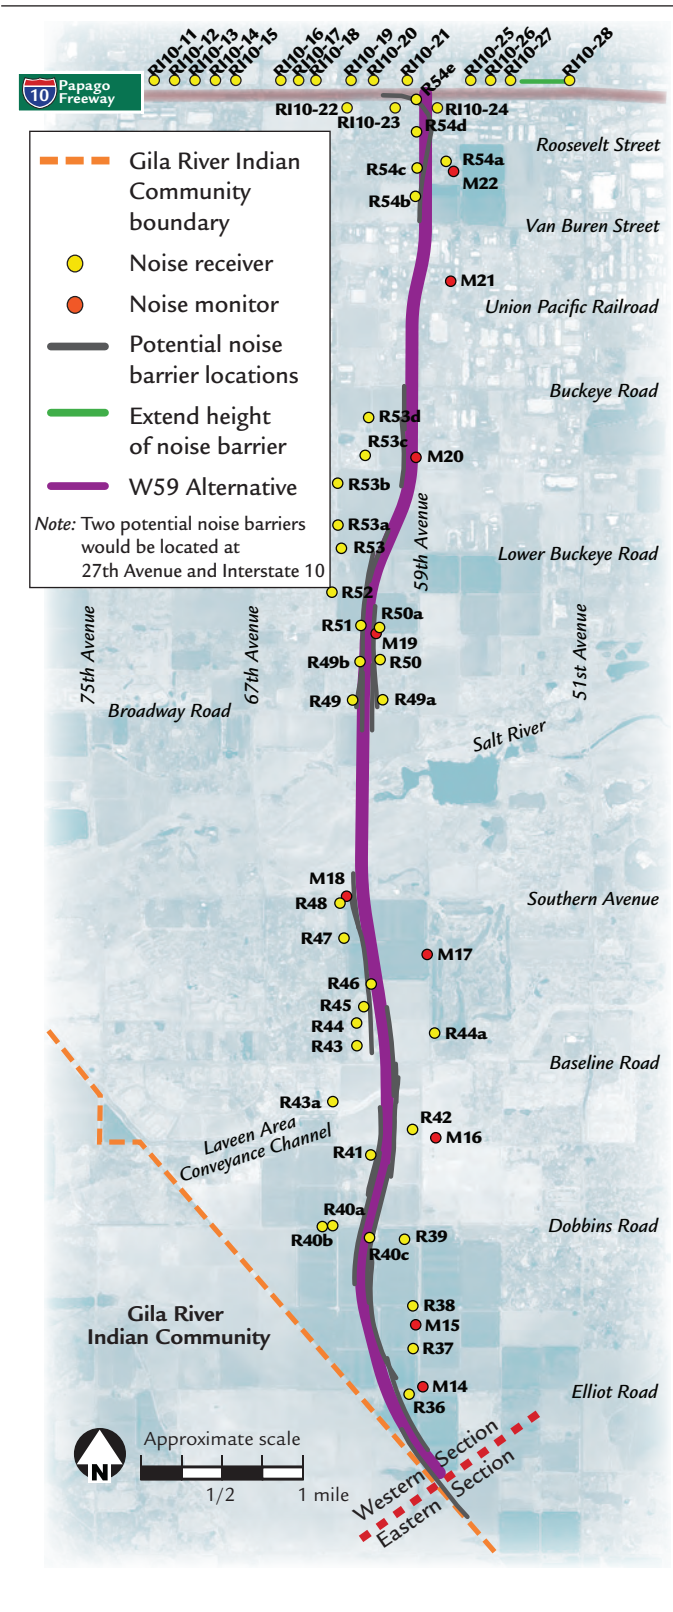 RI10-11
RI10-12
RI10-13
RI10-14
RI10-15
RI10-16
RI10-17
RI10-18
RI10-19
RI10-20
RI10-21
RI10-25
RI10-26
RI10-27
RI10-28
10
Papago
Freeway
R54e
RI10-22
RI10-23
RI10-24
R54d
Roosevelt Street
R54c
R54a
M22
R54b
Van Buren Street
M21
Union Pacific Railroad
Gila River Indian
Community
boundary
Noise receiver
Noise monitor
Potential noise
barrier locations
Extend height
of noise barrier
W59 Alternative
Note: Two potential noise barriers
would be located at
27th Avenue and Interstate 10
Buckeye Road
R53d
R53c
M20
R53b
59th Avenue
R53a
R53
Lower Buckeye Road
R52
R51
R50a
M19
R49b
R50
75th Avenue
67th Avenue
51st Avenue
R49
R49a
Broadway Road
Salt River
M18
R48
Southern Avenue
R47
M17
R46
R45
R44
R44a
R43
Baseline Road
R43a
R42
M16
Laveen Area
Conveyance Channel
R41
R40a
R40b
R40c
R39
Dobbins Road
Gila River
Indian Community
R38
M15
R37
M14
R36
Elliot Road
N
Approximate scale
1/2
1 mile
Western Section
Eastern Section